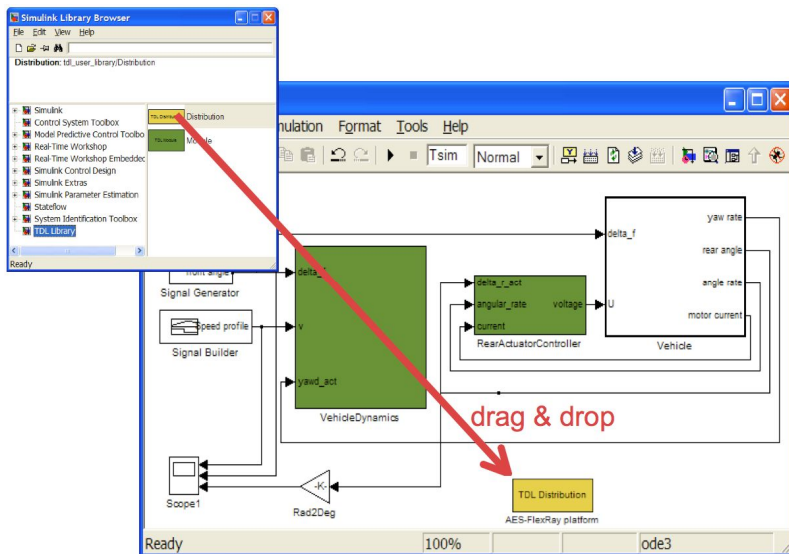 Simulink Library Browser
File Edit View Help
Distribution: tdl_user_library/Distribution
Simulink
Control System Toolbox
Model Predictive Control Toolbo
Real-Time Workshop
Real-Time Workshop Embeddec
Simulink Control Design
Simulink Extras
Simulink Parameter Estimation
Stateflow
System Identification Toolbox
TDL Library
Distribution
Module
Ready
nulation Format Tools Help
Tsim Normal
front angle
Signal Generator
Speed profile
Signal Builder
delta_f
v
yawd_act
VehicleDynamics
delta_r_act
angular_rate
current
voltage
RearActuatorController
delta_f
U
yaw rate
rear angle
angle rate
motor current
Vehicle
drag & drop
Scope1
-K-
Rad2Deg
TDL Distribution
AES-FlexRay platform
Ready 100% ode3